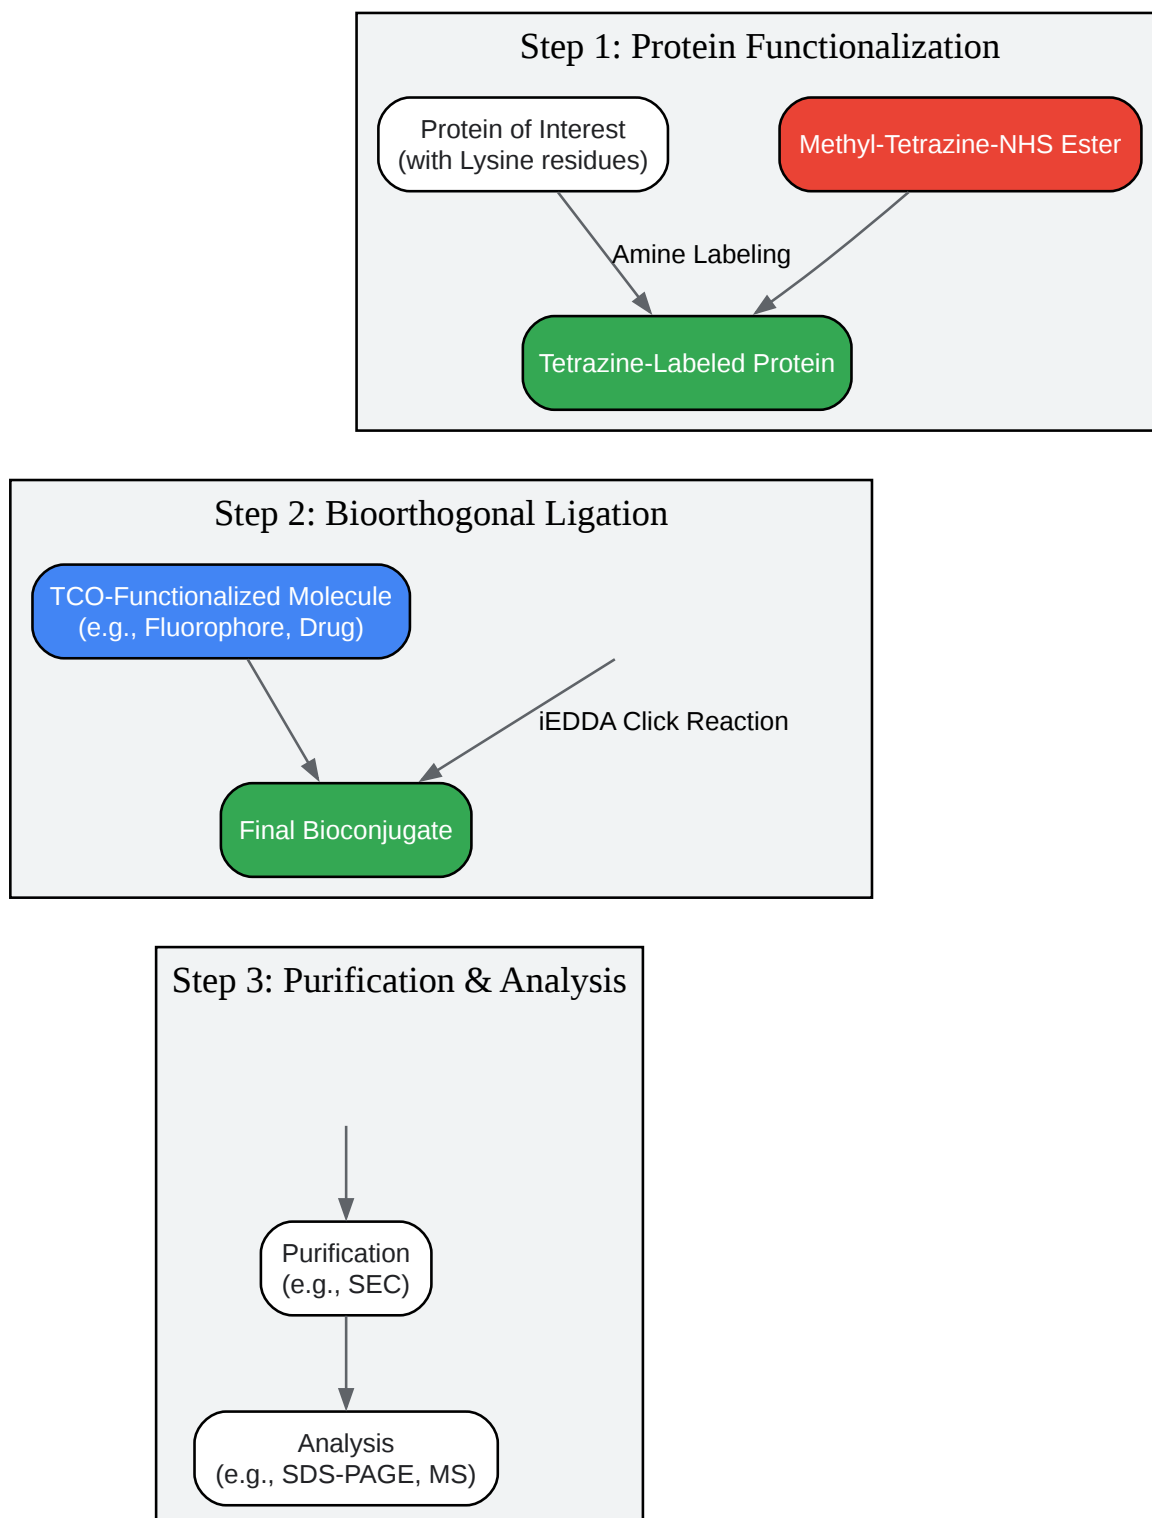 Step 1: Protein Functionalization
Protein of Interest
(with Lysine residues)
Methyl-Tetrazine-NHS Ester
Amine Labeling
Tetrazine-Labeled Protein
Step 2: Bioorthogonal Ligation
TCO-Functionalized Molecule
(e.g., Fluorophore, Drug)
iEDDA Click Reaction
Final Bioconjugate
Step 3: Purification & Analysis
Purification
(e.g., SEC)
Analysis
(e.g., SDS-PAGE, MS)